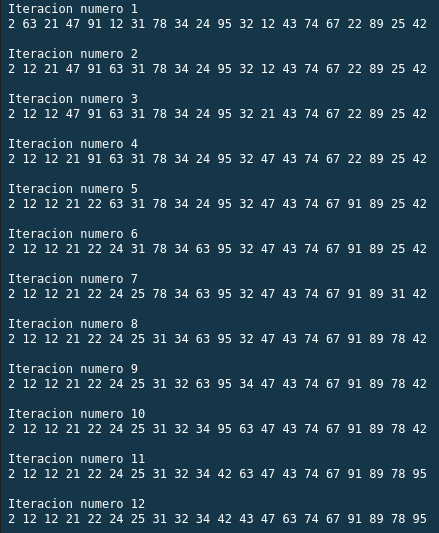 Iteracion numero 1
2 63 21 47 91 12 31 78 34 24 95 32 12 43 74 67 22 89 25 42
Iteracion numero 2
2 12 21 47 91 63 31 78 34 24 95 32 12 43 74 67 22 89 25 42
Iteracion numero 3
2 12 12 47 91 63 31 78 34 24 95 32 21 43 74 67 22 89 25 42
Iteracion numero 4
2 12 12 21 91 63 31 78 34 24 95 32 47 43 74 67 22 89 25 42
Iteracion numero 5
2 12 12 21 22 63 31 78 34 24 95 32 47 43 74 67 91 89 25 42
Iteracion numero 6
2 12 12 21 22 24 31 78 34 63 95 32 47 43 74 67 91 89 25 42
Iteracion numero 7
2 12 12 21 22 24 25 78 34 63 95 32 47 43 74 67 91 89 31 42
Iteracion numero 8
2 12 12 21 22 24 25 31 34 63 95 32 47 43 74 67 91 89 78 42
Iteracion numero 9
2 12 12 21 22 24 25 31 32 63 95 34 47 43 74 67 91 89 78 42
Iteracion numero 10
2 12 12 21 22 24 25 31 32 34 95 63 47 43 74 67 91 89 78 42
Iteracion numero 11
2 12 12 21 22 24 25 31 32 34 42 63 47 43 74 67 91 89 78 95
Iteracion numero 12
2 12 12 21 22 24 25 31 32 34 42 43 47 63 74 67 91 89 78 95